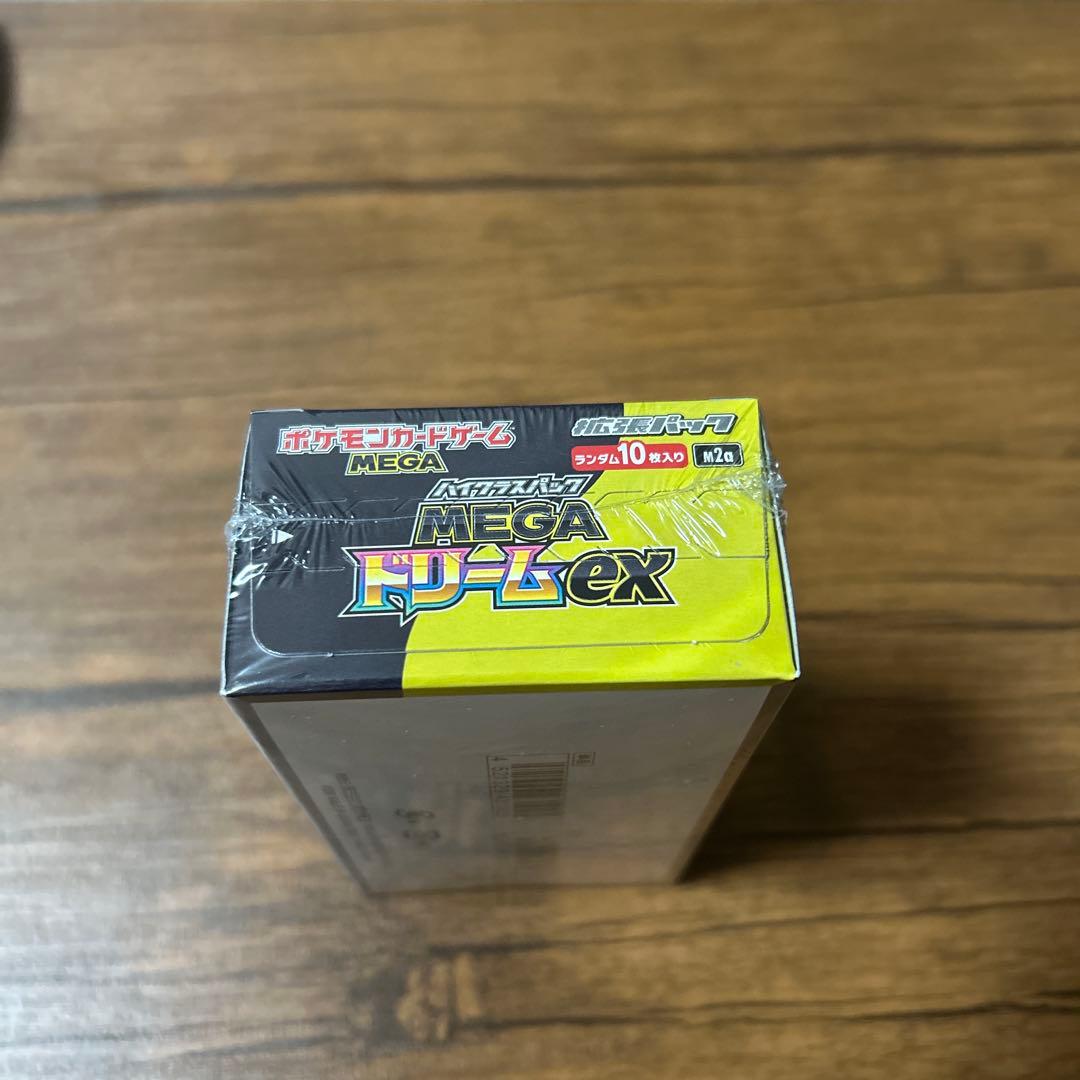 ポケモンカードゲーム
MEGA
拡張パック
ランダム10枚入り
M2a
ハイクラスパック
MEGA
ドリームex